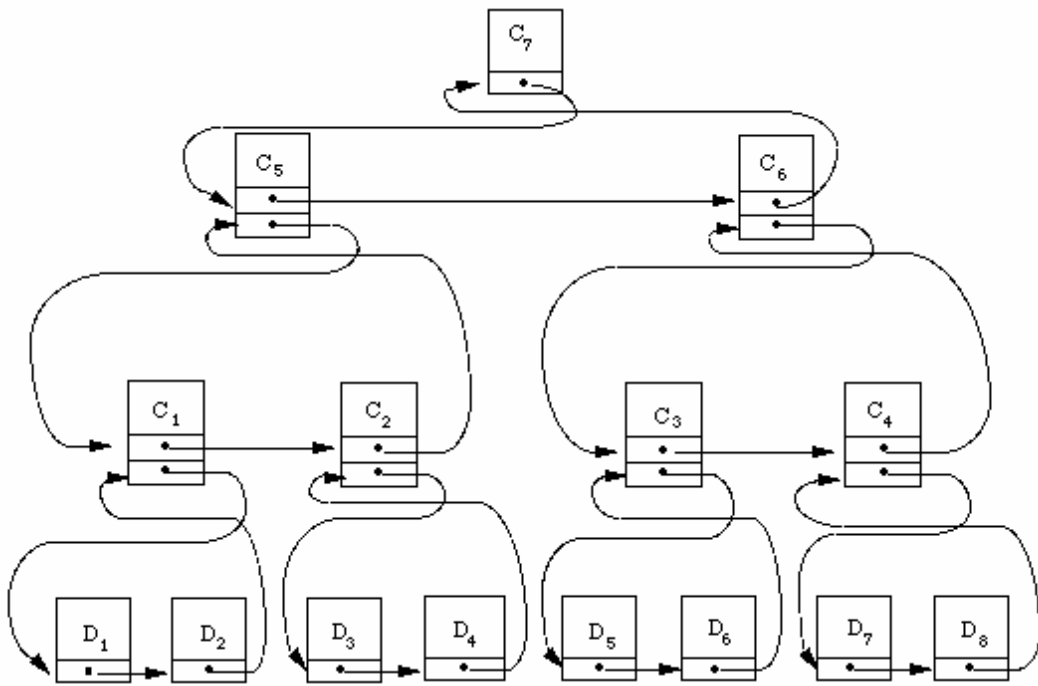 C₇
C₅ C₆
C₁ C₂ C₃ C₄
D₁ D₂ D₃ D₄ D₅ D₆ D₇ D₈